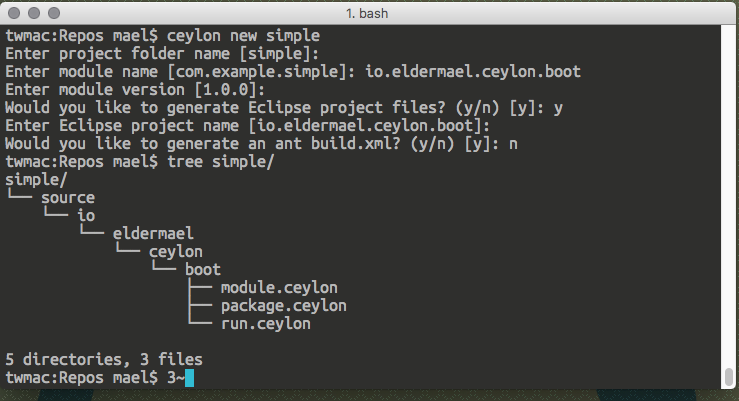 1. bash
twmac:Repos mael$ ceylon new simple
Enter project folder name [simple]:
Enter module name [com.example.simple]: io.eldermael.ceylon.boot
Enter module version [1.0.0]:
Would you like to generate Eclipse project files? (y/n) [y]: y
Enter Eclipse project name [io.eldermael.ceylon.boot]:
Would you like to generate an ant build.xml? (y/n) [y]: n
twmac:Repos mael$ tree simple/
simple/
└── source
    └── io
        └── eldermael
            └── ceylon
                └── boot
                    ├── module.ceylon
                    ├── package.ceylon
                    └── run.ceylon
5 directories, 3 files
twmac:Repos mael$ 3~